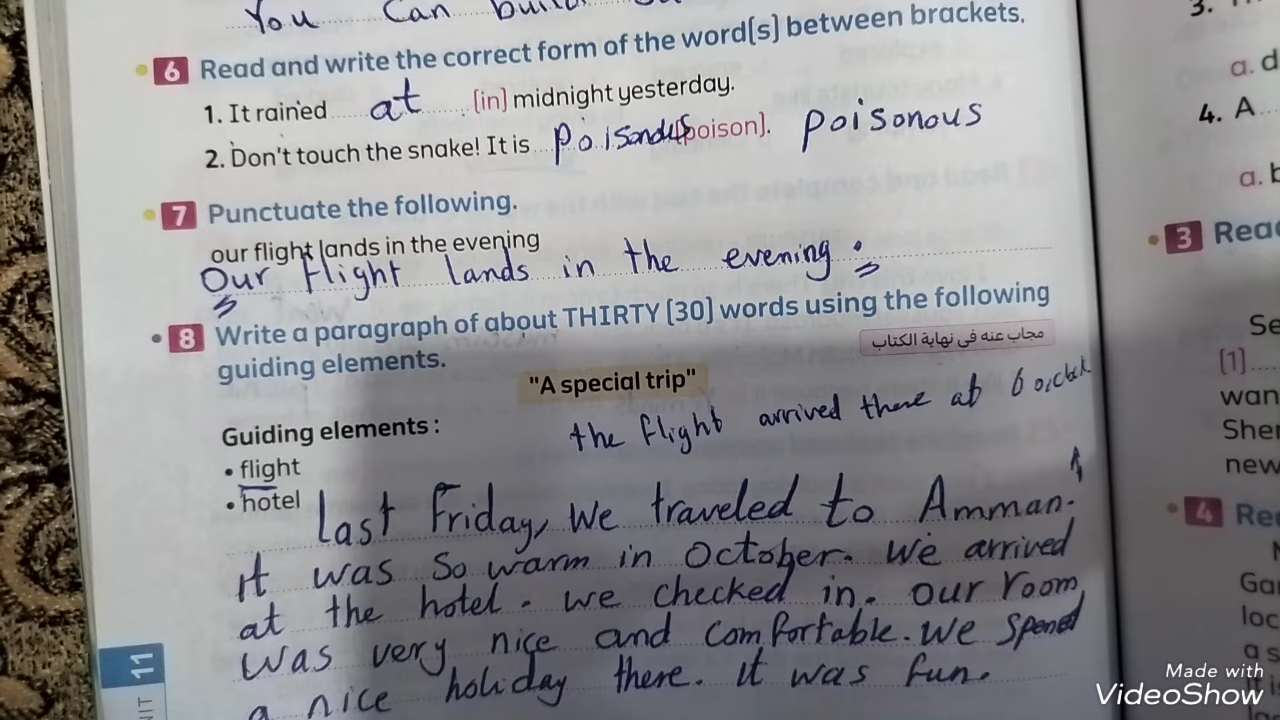 You Can build
6 Read and write the correct form of the word[s] between brackets.
1. It rained at [in] midnight yesterday.
2. Don't touch the snake! It is poisonous [poison]. poisonous
7 Punctuate the following.
our flight lands in the evening
Our flight lands in the evening .
8 Write a paragraph of about THIRTY [30] words using the following
guiding elements.
مجاب عنه فى نهاية الكتاب
"A special trip"
the flight arrived there at 6 o'clock
Guiding elements :
• flight
• hotel
last Friday, we traveled to Amman.
it was so warm in October. we arrived
at the hotel. we checked in. our room
was very nice and comfortable. we spend
a nice holiday there. it was fun.
11
3.
a. d
4. A
a. b
3 Read
Se
[1]
wan
Sher
new
4 Re
N
Gar
loc
a s
Made with
VideoShow